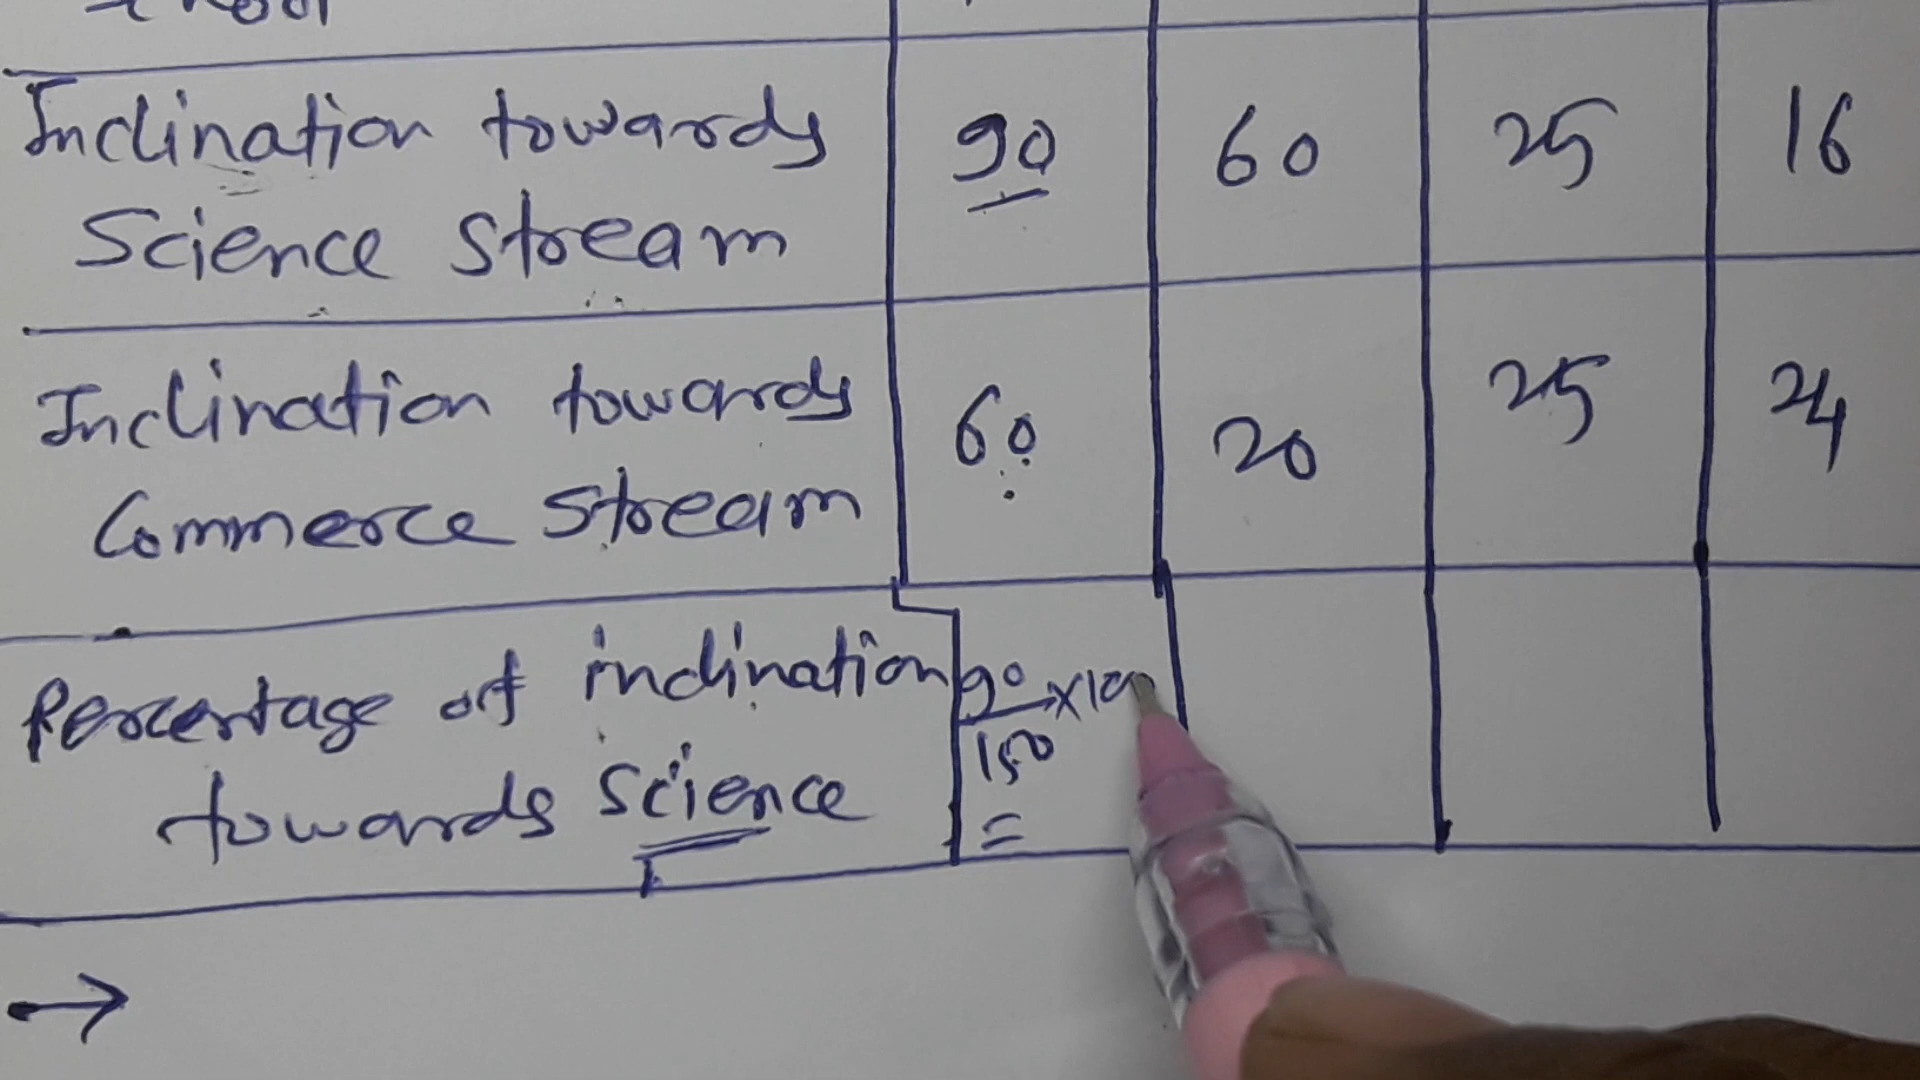 Inclination towards
Science Stream
90 60 25 16
Inclination towards
Commerce Stream
60 20 25 24
Percentage of inclination
towards Science
90/150 ×100
=
→